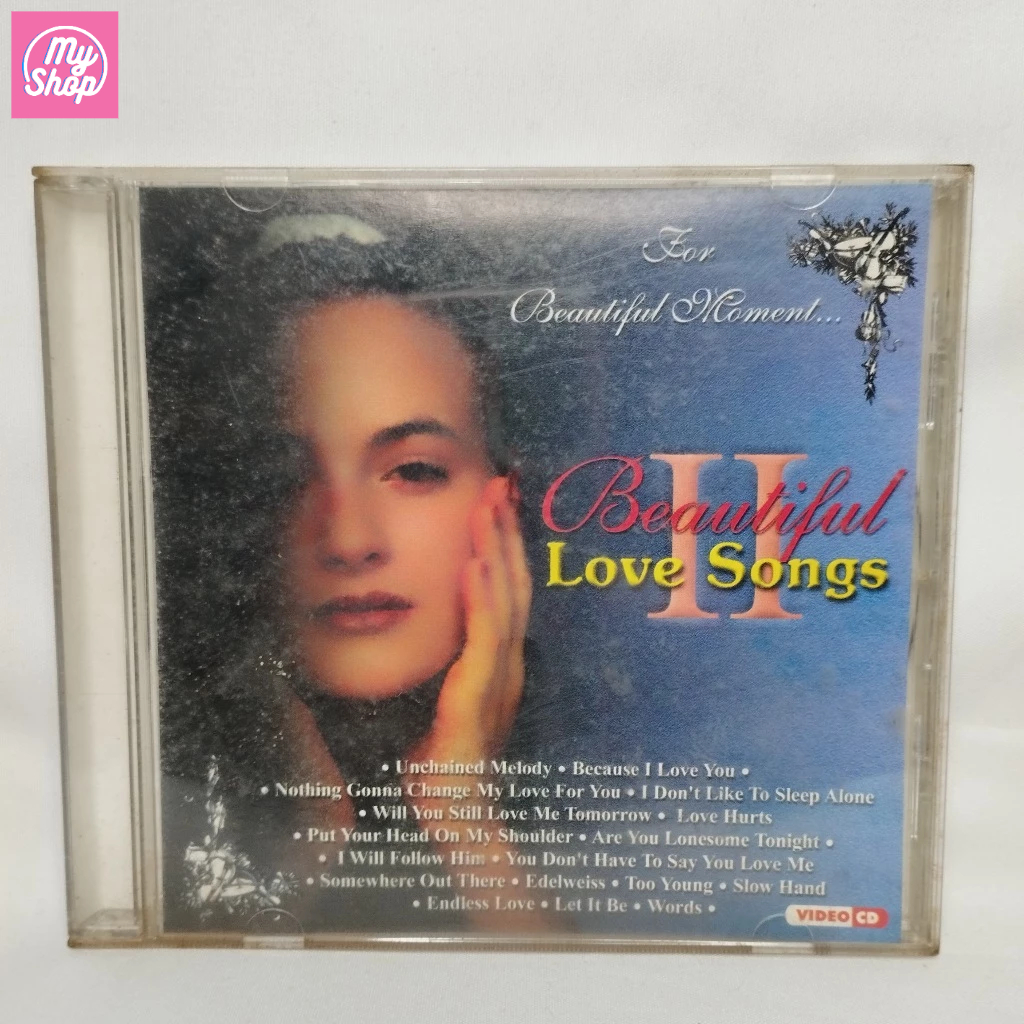 My
Shop
For
Beautiful Moment...
II
Beautiful
Love Songs
• Unchained Melody • Because I Love You •
• Nothing Gonna Change My Love For You • I Don't Like To Sleep Alone
• Will You Still Love Me Tomorrow • Love Hurts
• Put Your Head On My Shoulder • Are You Lonesome Tonight •
• I Will Follow Him • You Don't Have To Say You Love Me
• Somewhere Out There • Edelweiss • Too Young • Slow Hand
• Endless Love • Let It Be • Words •
VIDEO CD